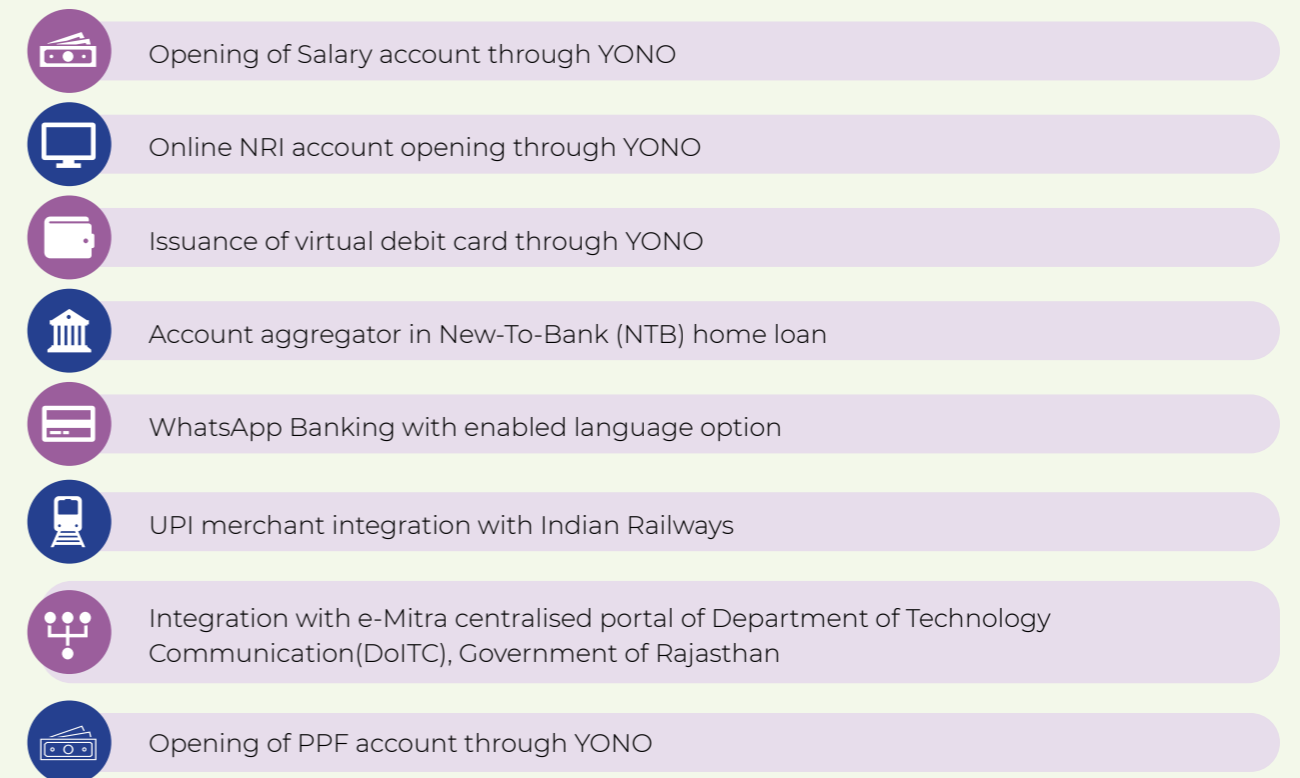 Opening of Salary account through YONO
Online NRI account opening through YONO
Issuance of virtual debit card through YONO
Account aggregator in New-To-Bank (NTB) home loan
WhatsApp Banking with enabled language option
UPI merchant integration with Indian Railways
Integration with e-Mitra centralised portal of Department of Technology
Communication(DoITC), Government of Rajasthan
Opening of PPF account through YONO